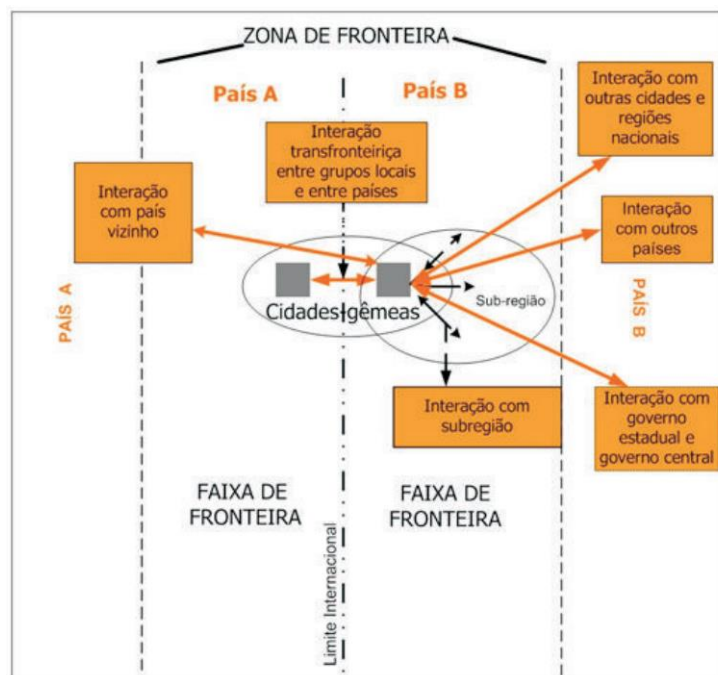 ZONA DE FRONTEIRA
País A
País B
Interação com
outras cidades e
regiões
nacionais
Interação
transfronteiriça
entre grupos locais
e entre países
Interação
com país
vizinho
Interação
com outros
países
Cidades-gêmeas
Sub-região
PAÍS A
PAÍS B
Interação com
subregião
Interação com
governo
estadual e
governo central
FAIXA DE
FRONTEIRA
FAIXA DE
FRONTEIRA
Limite Internacional